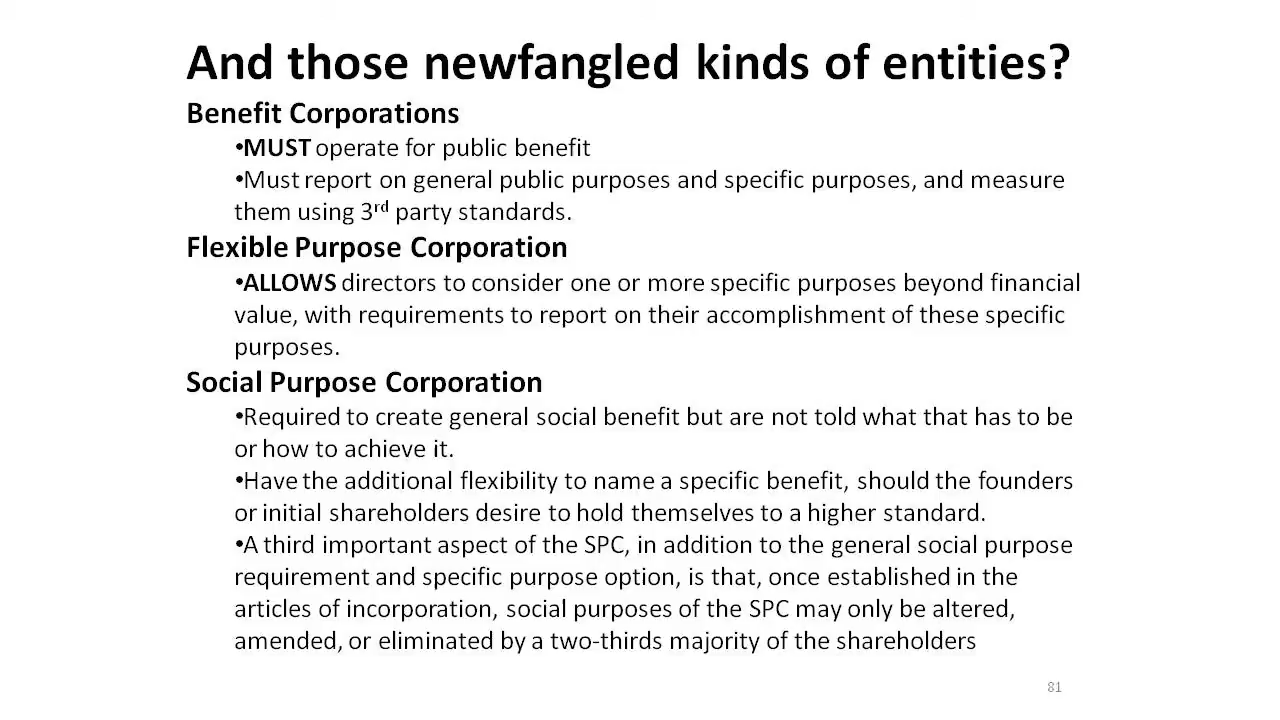 And those newfangled kinds of entities?
Benefit Corporations
•MUST operate for public benefit
•Must report on general public purposes and specific purposes, and measure
them using 3rd party standards.
Flexible Purpose Corporation
•ALLOWS directors to consider one or more specific purposes beyond financial
value, with requirements to report on their accomplishment of these specific
purposes.
Social Purpose Corporation
•Required to create general social benefit but are not told what that has to be
or how to achieve it.
•Have the additional flexibility to name a specific benefit, should the founders
or initial shareholders desire to hold themselves to a higher standard.
•A third important aspect of the SPC, in addition to the general social purpose
requirement and specific purpose option, is that, once established in the
articles of incorporation, social purposes of the SPC may only be altered,
amended, or eliminated by a two-thirds majority of the shareholders
81